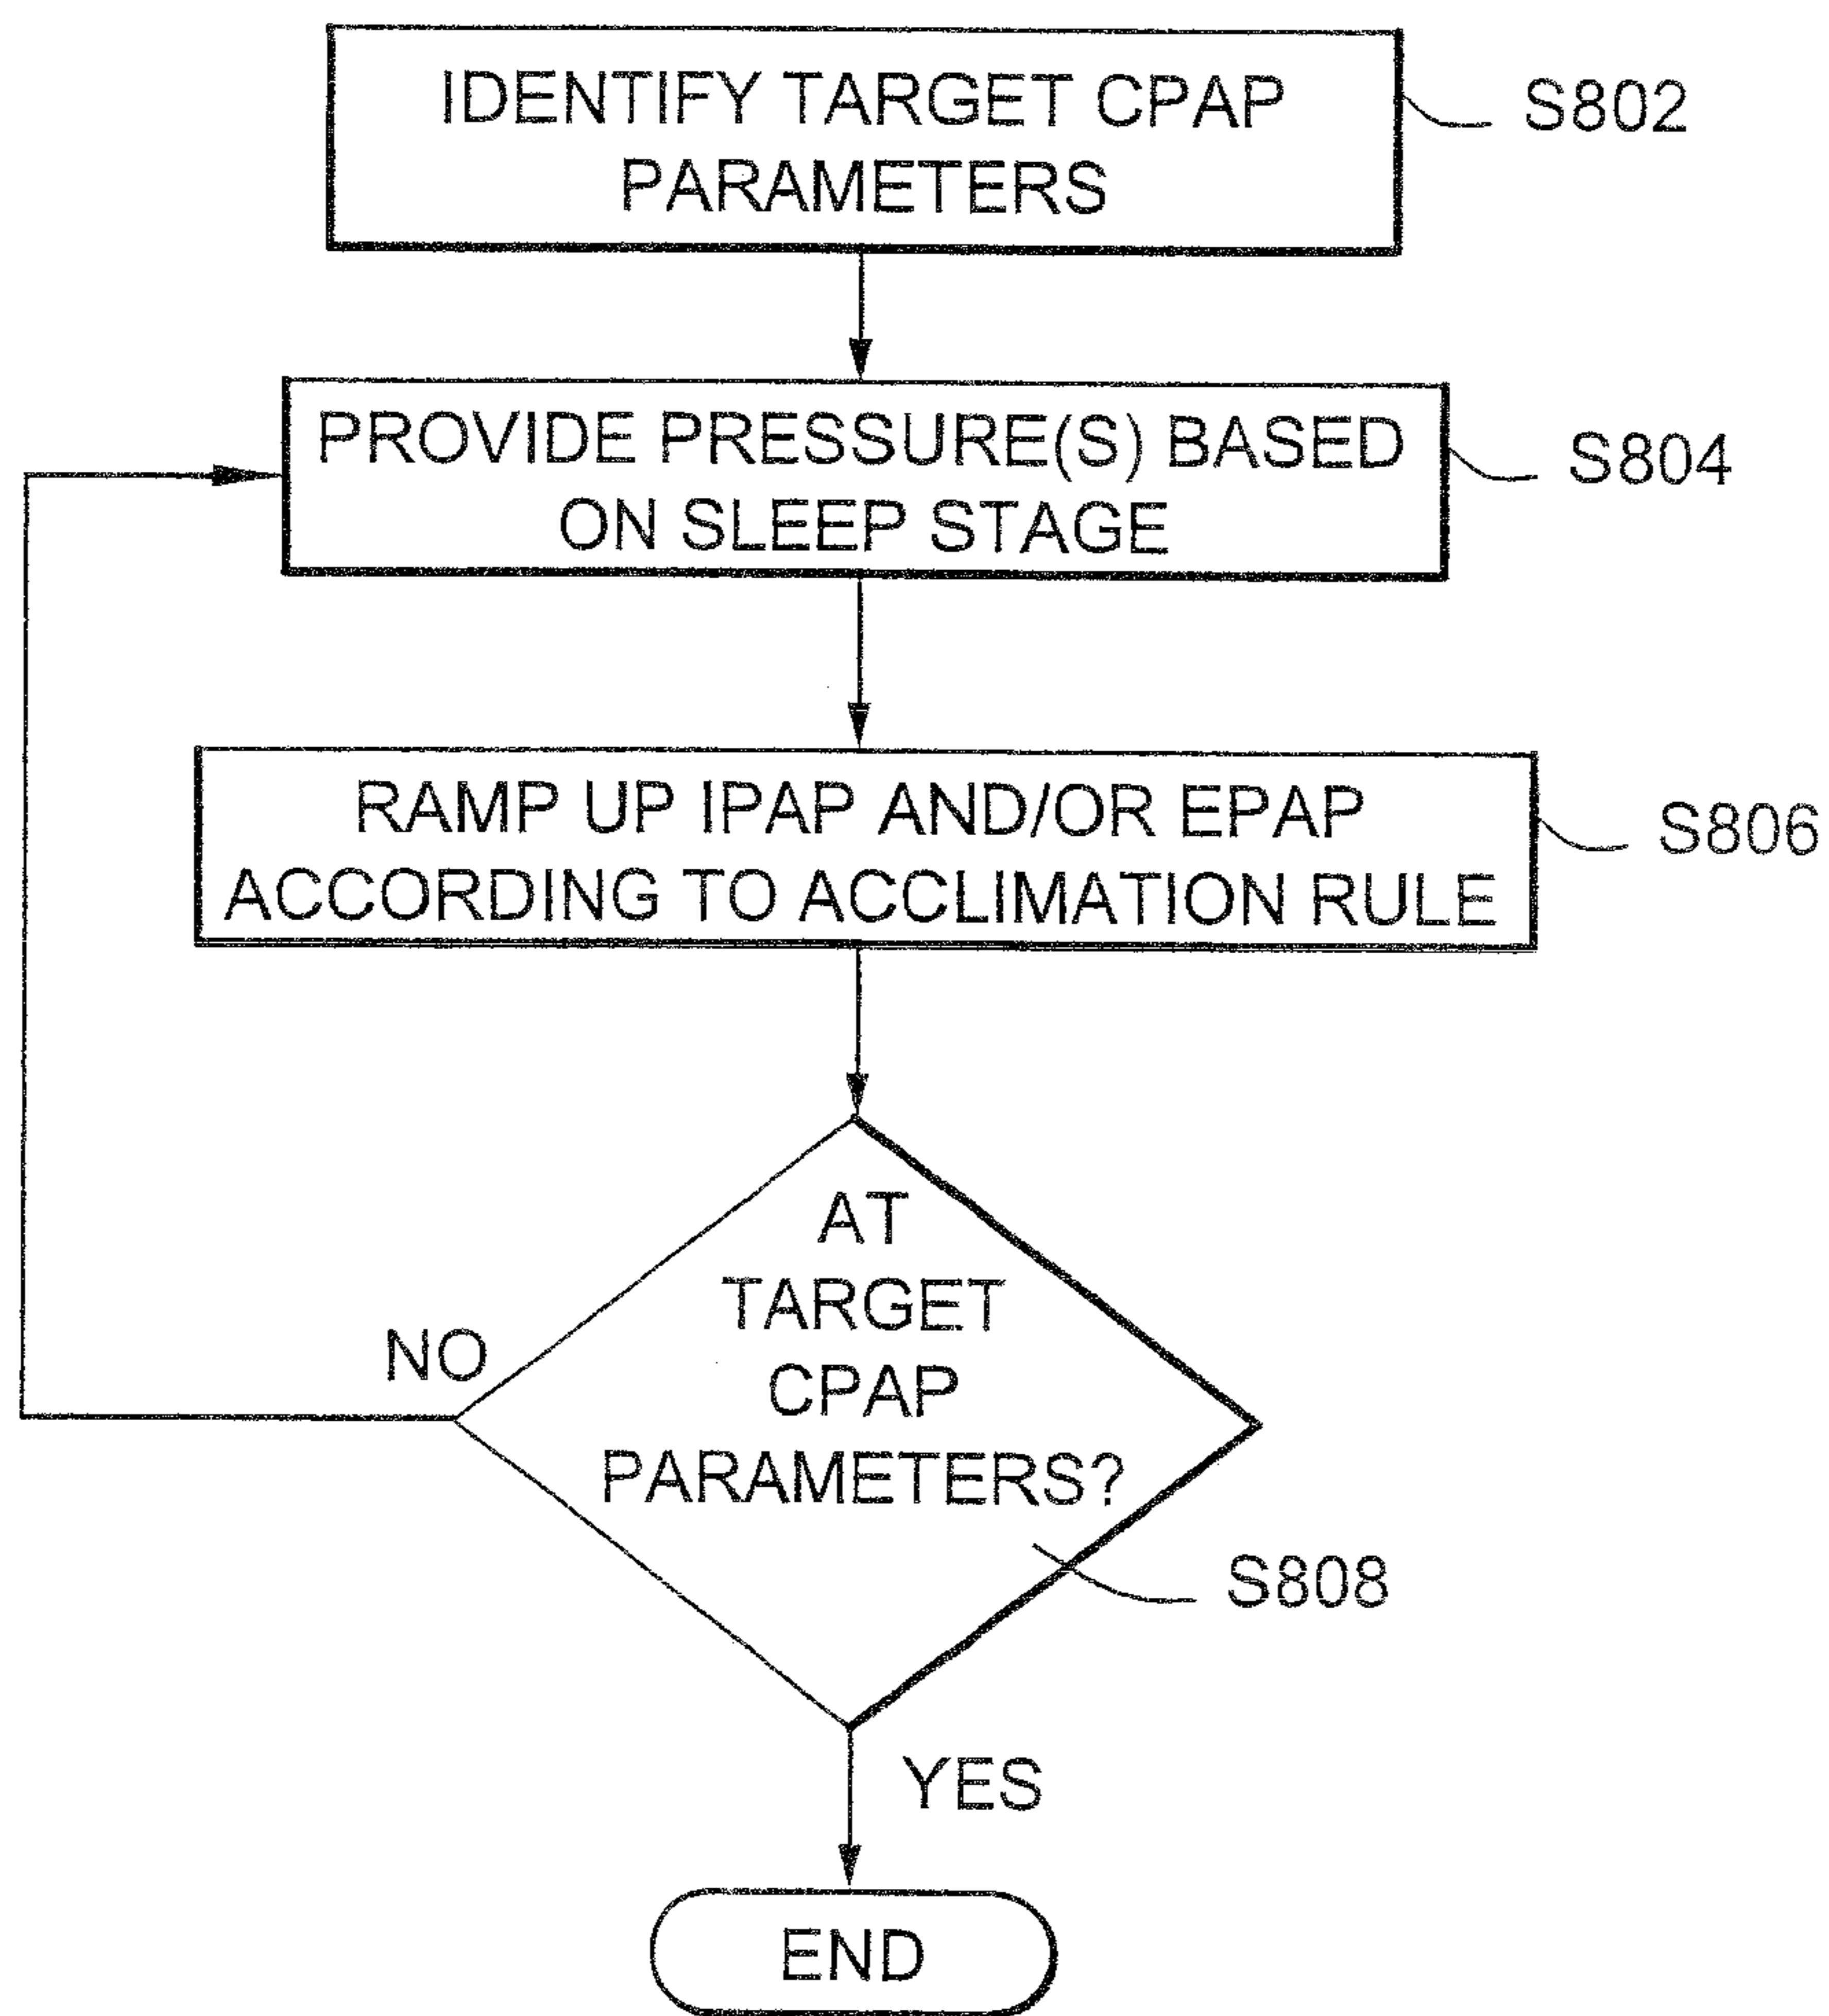 IDENTIFY TARGET CPAP
PARAMETERS
S802
PROVIDE PRESSURE(S) BASED
ON SLEEP STAGE
S804
RAMP UP IPAP AND/OR EPAP
ACCORDING TO ACCLIMATION RULE
S806
AT
TARGET
CPAP
PARAMETERS?
NO
S808
YES
END